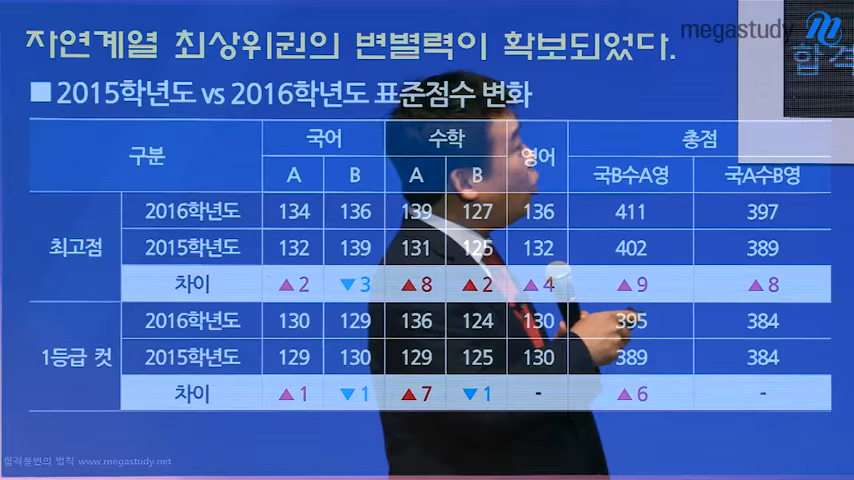 megastudy
자연계열 최상위권의 변별력이 확보되었다.
합격
■ 2015학년도 vs 2016학년도 표준점수 변화
구분 국어 수학 영어 총점
A B A B 국B수A영 국A수B영
최고점
2016학년도 134 136 139 127 136 411 397
2015학년도 132 139 131 125 132 402 389
차이 ▲2 ▼3 ▲8 ▲2 ▲4 ▲9 ▲8
1등급 컷
2016학년도 130 129 136 124 130 395 384
2015학년도 129 130 129 125 130 389 384
차이 ▲1 ▼1 ▲7 ▼1 - ▲6 -
합격불변의 법칙 www.megastudy.net